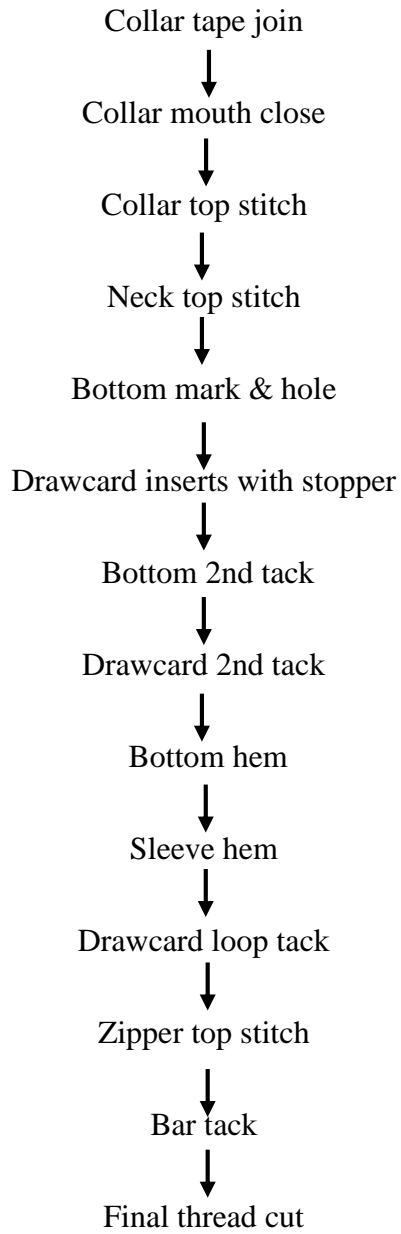 Collar tape join
Collar mouth close
Collar top stitch
Neck top stitch
Bottom mark & hole
Drawcard inserts with stopper
Bottom 2nd tack
Drawcard 2nd tack
Bottom hem
Sleeve hem
Drawcard loop tack
Zipper top stitch
Bar tack
Final thread cut